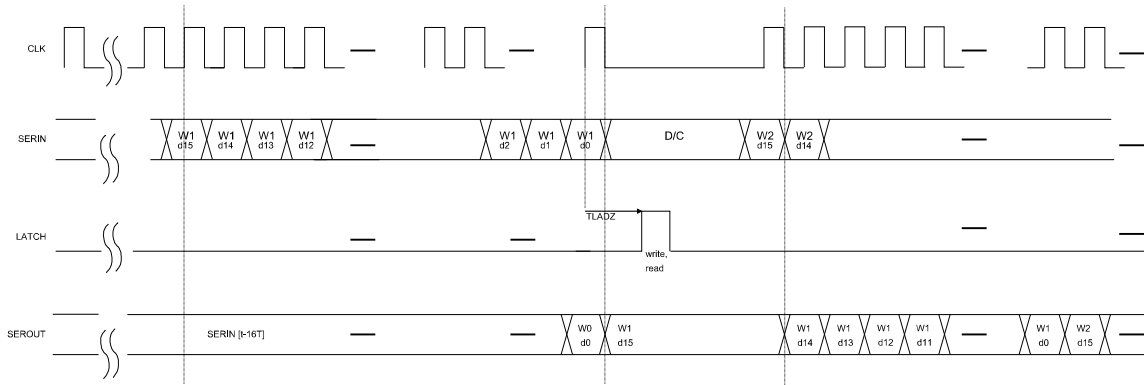 CLK
SERIN
W1 W1 W1 W1
d15 d14 d13 d12
W1 W1 W1
d2 d1 d0
D/C
W2 W2
d15 d14
TLADZ
LATCH
write,
read
SEROUT
SERIN [t-16T]
W0 W1
d0 d15
W1 W1 W1 W1
d14 d13 d12 d11
W1 W2
d0 d15